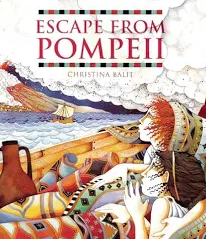 ESCAPE FROM
POMPEII
CHRISTINA BALIT